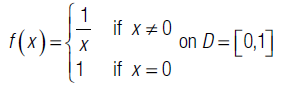 f(x) = { 1/x if x ≠ 0
1 if x = 0 on D = [0,1]